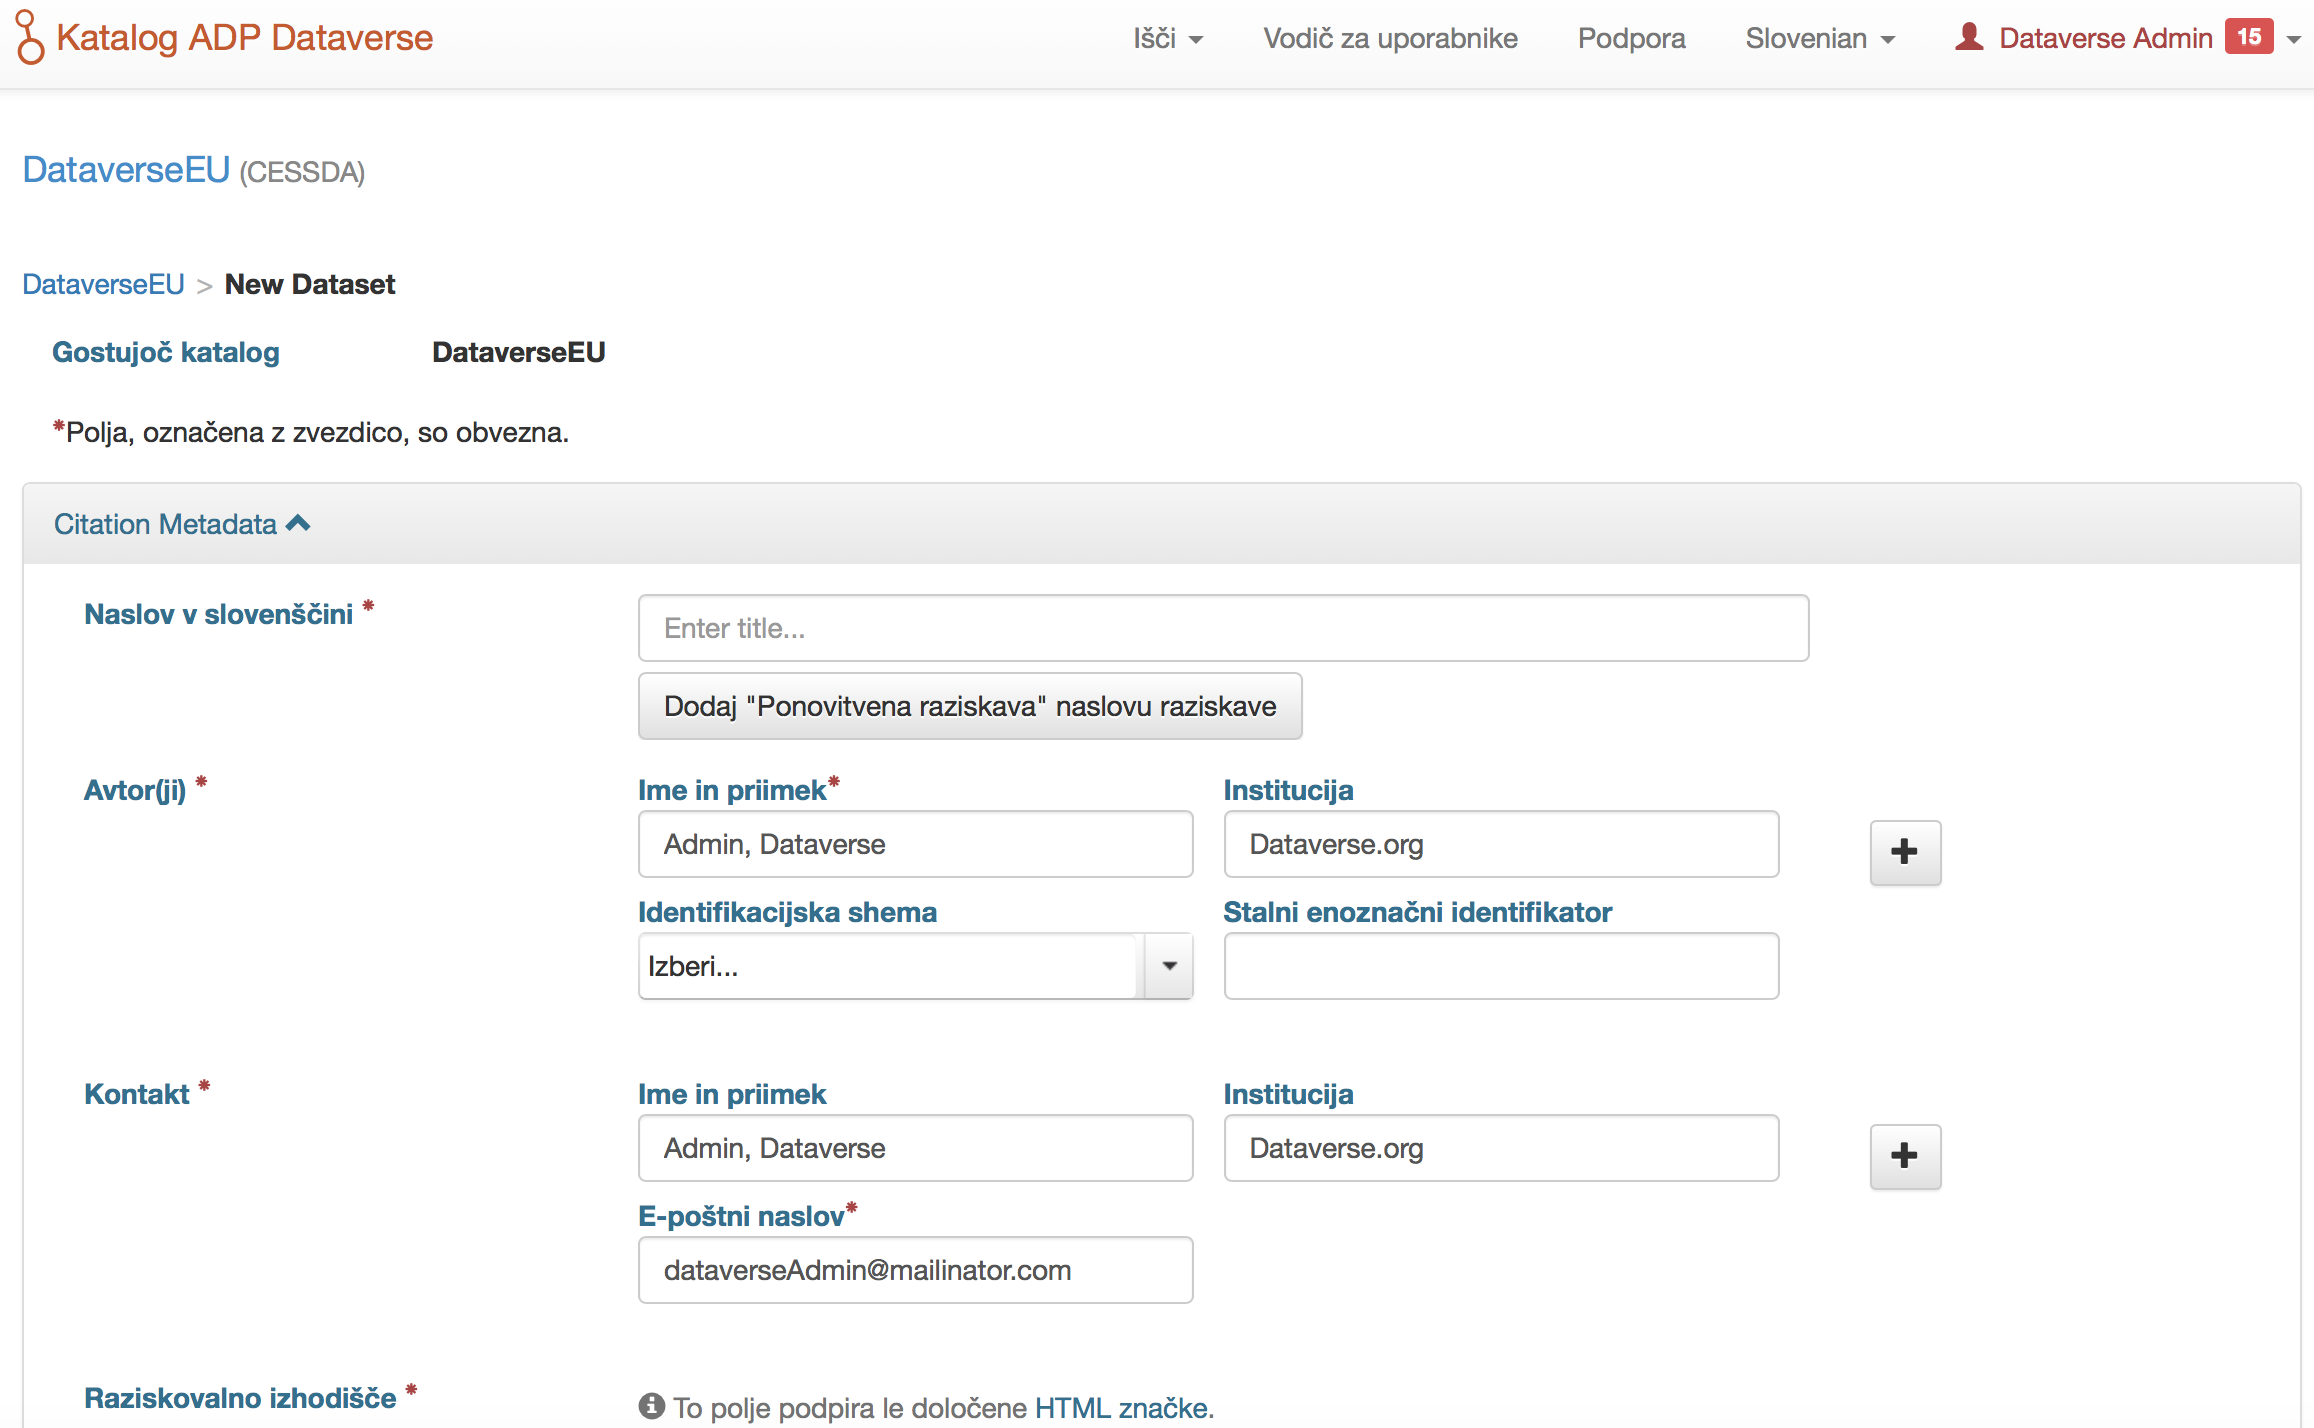 Katalog ADP Dataverse Išči Vodič za uporabnike Podpora Slovenian Dataverse Admin 15
DataverseEU (CESSDA)
DataverseEU > New Dataset
Gostujoč katalog DataverseEU
*Polja, označena z zvezdico, so obvezna.
Citation Metadata
Naslov v slovenščini * Enter title...
Dodaj "Ponovitvena raziskava" naslovu raziskave
Avtor(ji) * Ime in priimek* Institucija
Admin, Dataverse Dataverse.org
Identifikacijska shema Stalni enoznačni identifikator
Izberi...
Kontakt * Ime in priimek Institucija
Admin, Dataverse Dataverse.org
E-poštni naslov*
dataverseAdmin@mailinator.com
Raziskovalno izhodišče * To polje podpira le določene HTML značke.